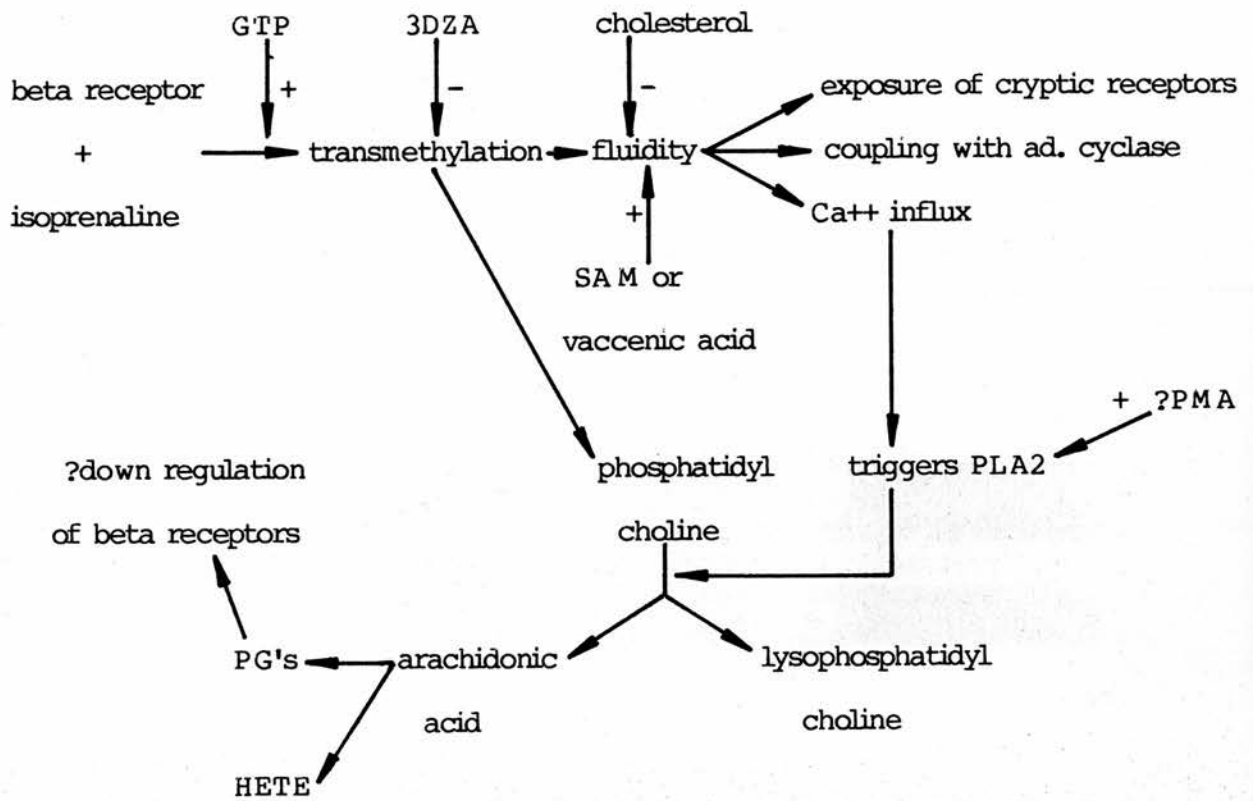 GTP 3DZA cholesterol
beta receptor + - - exposure of cryptic receptors
+ transmethylation fluidity coupling with ad. cyclase
isoprenaline + Ca++ influx
SAM or
vaccenic acid
+ ?PMA
?down regulation phosphatidyl triggers PLA2
of beta receptors choline
PG's arachidonic lysophosphatidyl
acid choline
HETE